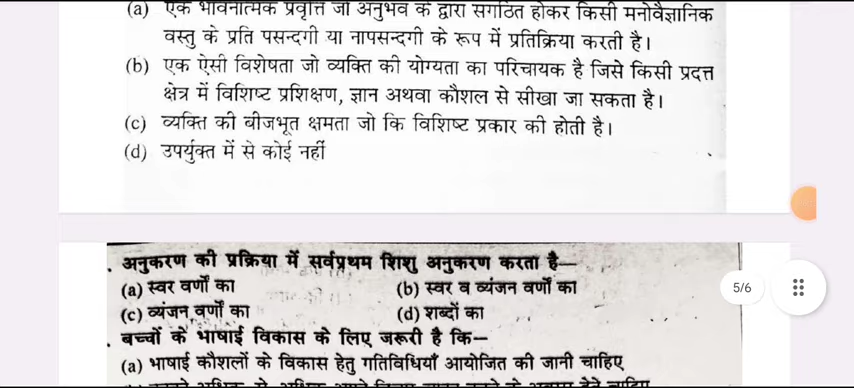 (a) एक भावनात्मक प्रवृत्ति जो अनुभव के द्वारा संगठित होकर किसी मनोवैज्ञानिक
वस्तु के प्रति पसन्दगी या नापसन्दगी के रूप में प्रतिक्रिया करती है।
(b) एक ऐसी विशेषता जो व्यक्ति की योग्यता का परिचायक है जिसे किसी प्रदत्त
क्षेत्र में विशिष्ट प्रशिक्षण, ज्ञान अथवा कौशल से सीखा जा सकता है।
(c) व्यक्ति की बीजभूत क्षमता जो कि विशिष्ट प्रकार की होती है।
(d) उपर्युक्त में से कोई नहीं
अनुकरण की प्रक्रिया में सर्वप्रथम शिशु अनुकरण करता है—
(a) स्वर वर्णों का (b) स्वर व व्यंजन वर्णों का
5/6
(c) व्यंजन वर्णों का (d) शब्दों का
बच्चों के भाषाई विकास के लिए जरूरी है कि—
(a) भाषाई कौशलों के विकास हेतु गतिविधियाँ आयोजित की जानी चाहिए